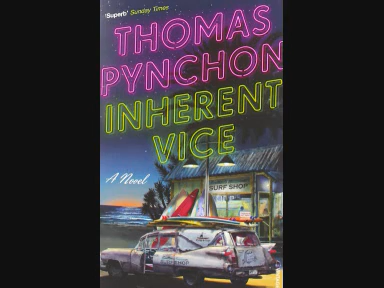 'Superb' Sunday Times
THOMAS
PYNCHON
INHERENT
VICE
A Novel
SURF SHOP